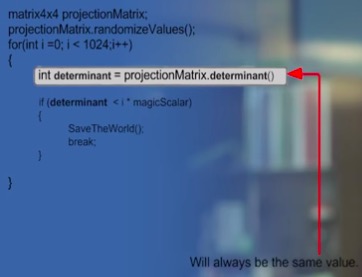 matrix4x4 projectionMatrix;
projectionMatrix.randomizeValues();
for(int i =0; i < 1024;i++)
{
int determinant = projectionMatrix.determinant()
if (determinant < i * magicScalar)
{
SaveTheWorld();
break;
}
}
Will always be the same value.